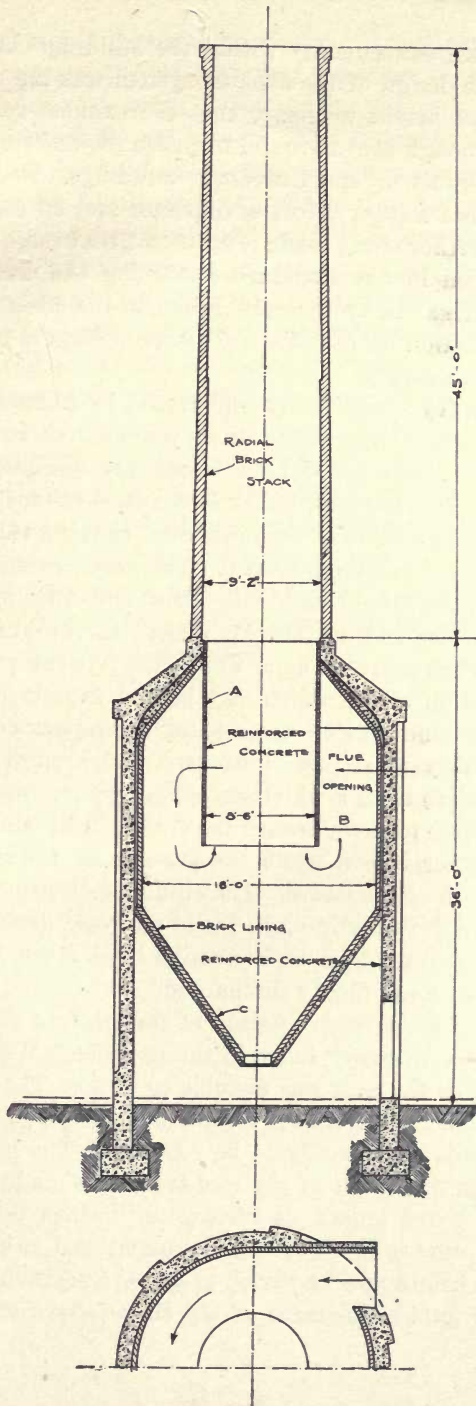 45'-0"
RADIAL
BRICK
STACK
9'-2"
A
REINFORCED
CONCRETE
FLUE
OPENING
8'-6"
B
18'-0"
BRICK LINING
REINFORCED CONCRETE
C
36'-0"